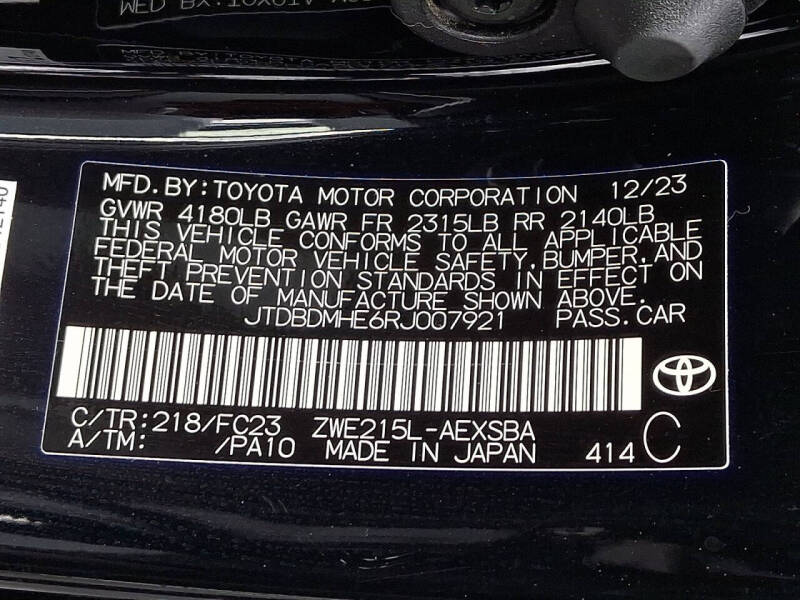 MFD.BY:TOYOTA MOTOR CORPORATION 12/23
GVWR 4180LB GAWR FR 2315LB RR 2140LB
THIS VEHICLE CONFORMS TO ALL APPLICABLE
FEDERAL MOTOR VEHICLE SAFETY,BUMPER,AND
THEFT PREVENTION STANDARDS IN EFFECT ON
THE DATE OF MANUFACTURE SHOWN ABOVE.
JTDBDMHE6RJ007921 PASS.CAR
C/TR:218/FC23 ZWE215L-AEXSBA
A/TM: /PA10 MADE IN JAPAN 414 C